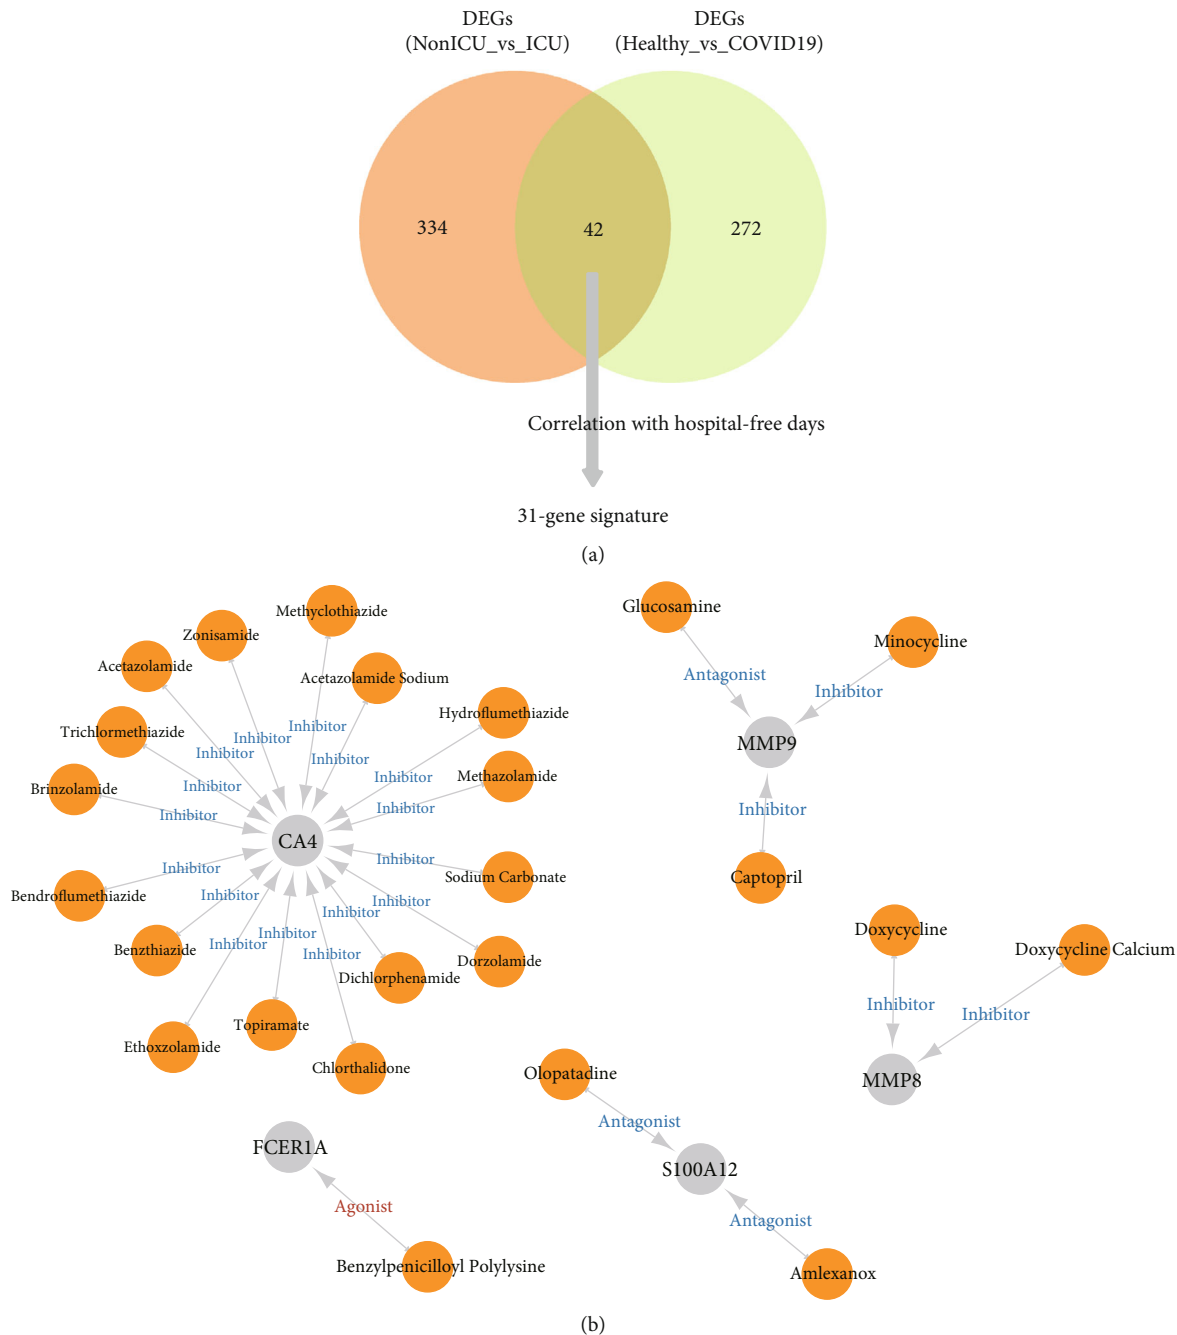 DEGs
(NonICU_vs_ICU)
DEGs
(Healthy_vs_COVID19)
334
42
272
Correlation with hospital-free days
31-gene signature
(a)
Methyclothiazide
Zonisamide
Acetazolamide
Acetazolamide Sodium
Trichlormethiazide
Hydroflumethiazide
Brinzolamide
Methazolamide
Inhibitor
Inhibitor
Inhibitor
Inhibitor
Inhibitor
Inhibitor
Inhibitor
Inhibitor
CA4
Inhibitor
Inhibitor
Sodium Carbonate
Bendroflumethiazide
Inhibitor
Inhibitor
Inhibitor
Inhibitor
Inhibitor
Inhibitor
Benzthiazide
Dorzolamide
Dichlorphenamide
Topiramate
Ethoxzolamide
Chlorthalidone
Glucosamine
Minocycline
Antagonist
Inhibitor
MMP9
Inhibitor
Captopril
Doxycycline
Doxycycline Calcium
Inhibitor
Inhibitor
MMP8
Olopatadine
Antagonist
S100A12
Antagonist
Amlexanox
FCER1A
Agonist
Benzylpenicilloyl Polylysine
(b)